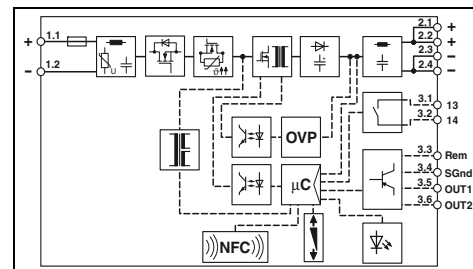 + 1.1
− 1.2
U
ϑ
2.1 +
2.2 +
2.3 −
2.4 −
3.1 13
3.2 14
OVP
3.3 Rem
3.4 SGnd
3.5 OUT1
3.6 OUT2
µC
NFC